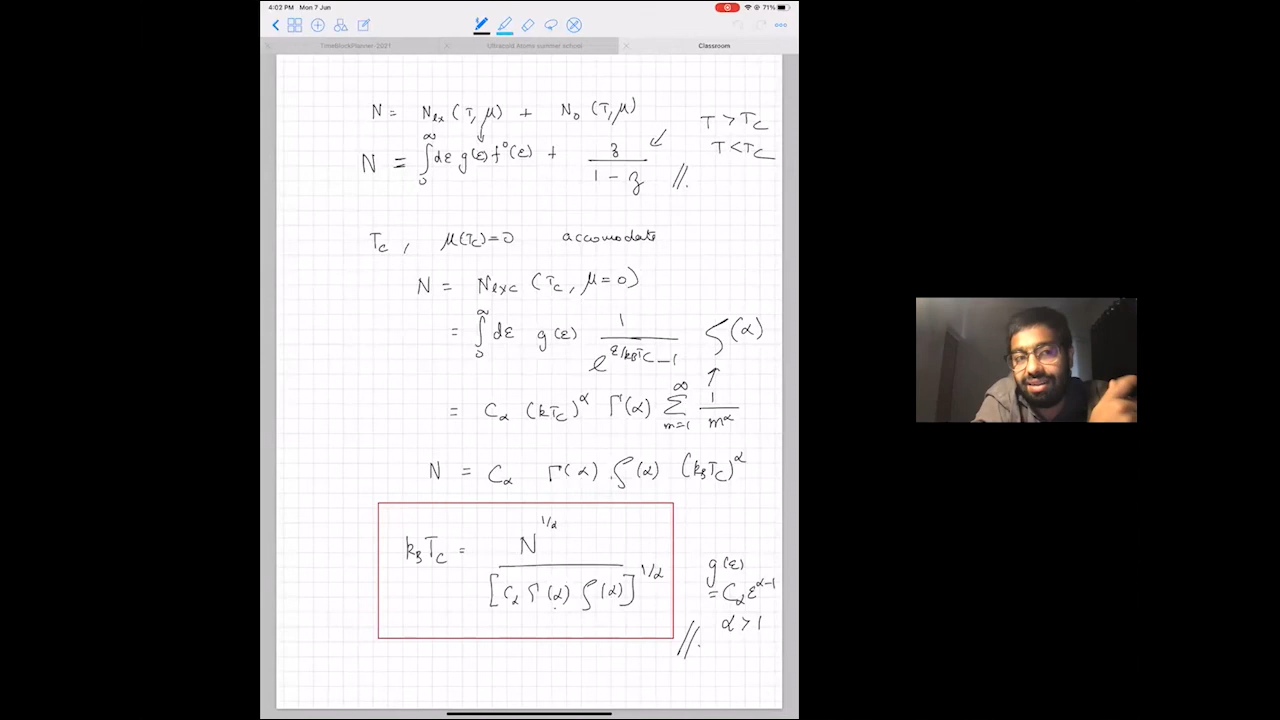 4:02 PM Mon 7 Jun
71%
TimeBlockPlanner-2021
Ultracold Atoms summer school
Classroom
N = N_ex (T, μ) + N_0 (T, μ)
T > T_C
T < T_C
N = ∫_0^∞ dε g(ε) f^0(ε) + z / (1 - z) //.
T_C , μ(T_C) = 0 accomodate
N = N_exc (T_C, μ = 0)
= ∫_0^∞ dε g(ε) 1 / (e^{ε/k_BT_C} - 1) ζ(α)
= C_α (kT_C)^α Γ(α) ∑_{m=1}^∞ 1 / m^α
N = C_α Γ(α) ζ(α) (k_BT_C)^α
k_BT_C = N^{1/α} / [C_α Γ(α) ζ(α)]^{1/α}
g(ε)
= C_α ε^{α-1}
α > 1
//.